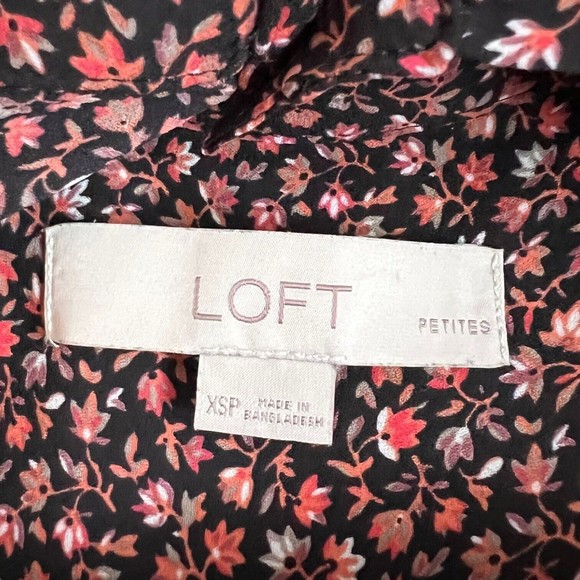 LOFT
PETITES
XSP
MADE IN
BANGLADESH